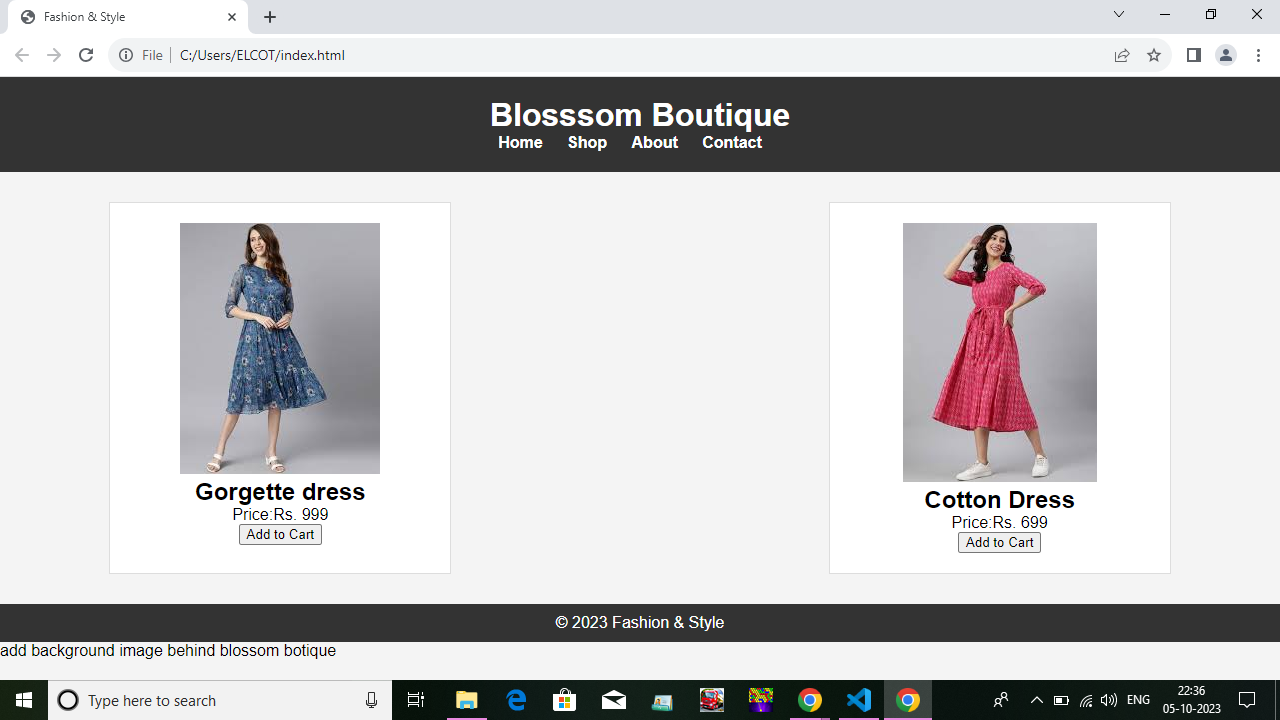 Fashion & Style
File C:/Users/ELCOT/index.html
Blosssom Boutique
Home Shop About Contact
Gorgette dress
Price:Rs. 999
Add to Cart
Cotton Dress
Price:Rs. 699
Add to Cart
© 2023 Fashion & Style
add background image behind blossom botique
Type here to search
ENG
22:36
05-10-2023